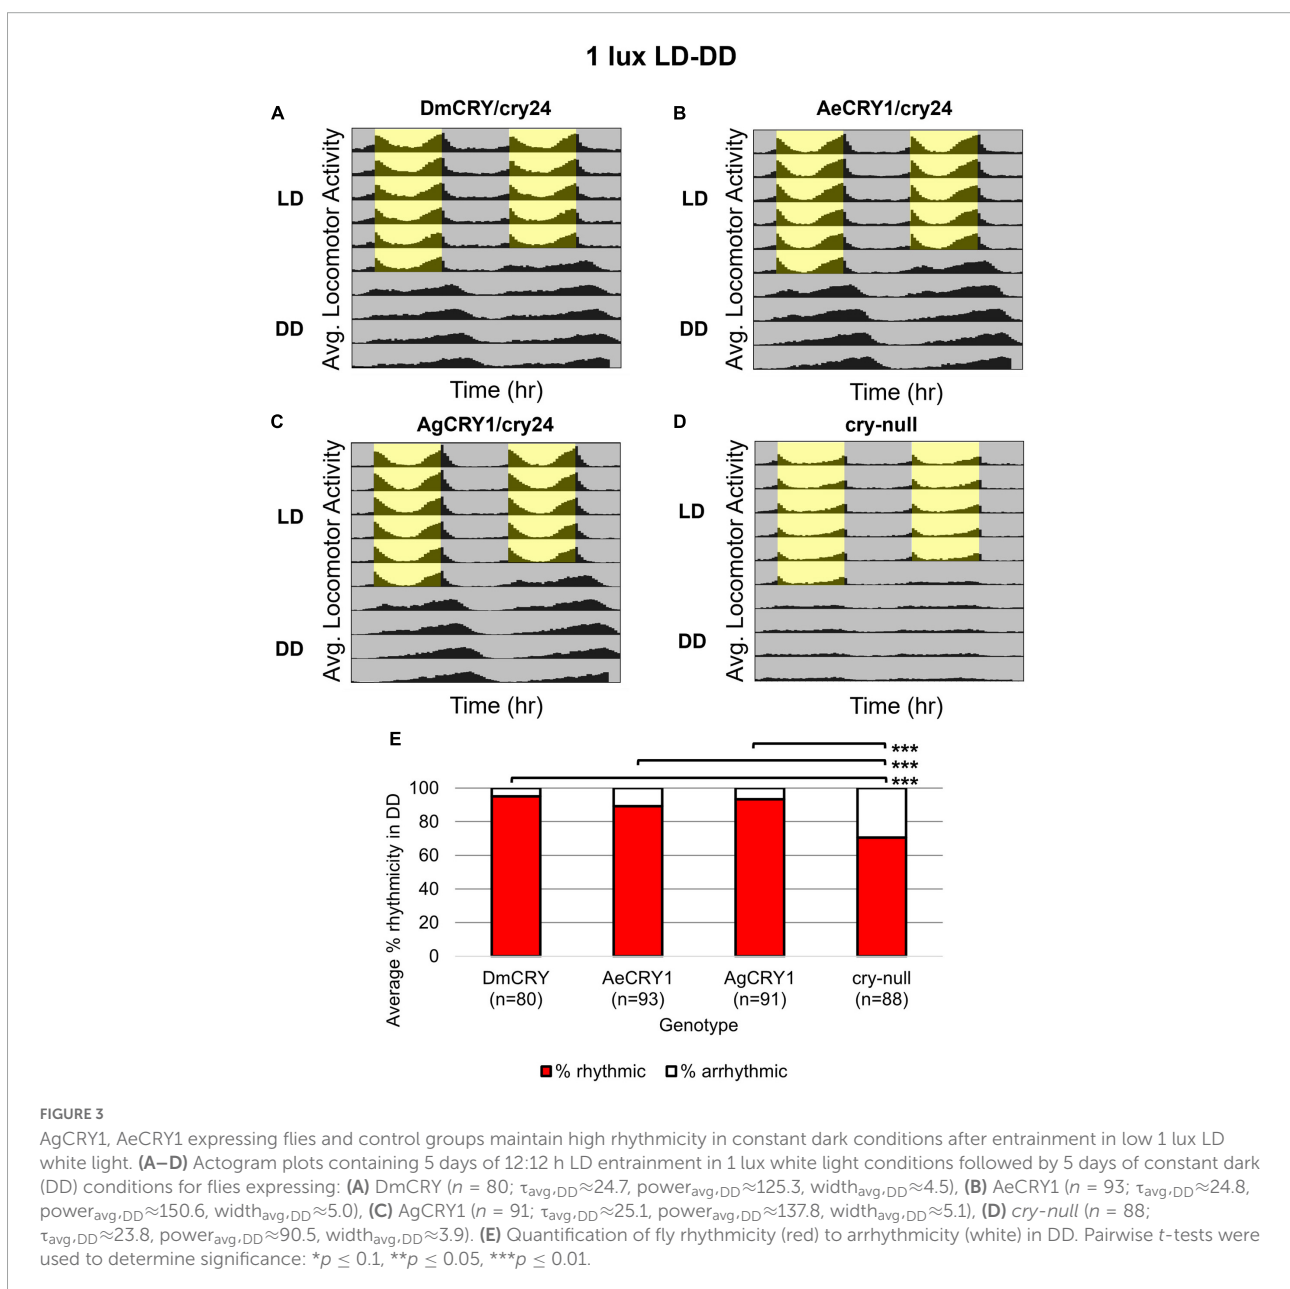 1 lux LD-DD
A
DmCRY/cry24
Avg. Locomotor Activity
LD
DD
Time (hr)
B
AeCRY1/cry24
Avg. Locomotor Activity
LD
DD
Time (hr)
C
AgCRY1/cry24
Avg. Locomotor Activity
LD
DD
Time (hr)
D
cry-null
Avg. Locomotor Activity
LD
DD
Time (hr)
E
***
***
***
Average % rhythmicity in DD
100
80
60
40
20
0
DmCRY
(n=80)
AeCRY1
(n=93)
AgCRY1
(n=91)
cry-null
(n=88)
Genotype
% rhythmic
% arrhythmic
FIGURE 3
AgCRY1, AeCRY1 expressing flies and control groups maintain high rhythmicity in constant dark conditions after entrainment in low 1 lux LD
white light. (A–D) Actogram plots containing 5 days of 12:12 h LD entrainment in 1 lux white light conditions followed by 5 days of constant dark
(DD) conditions for flies expressing: (A) DmCRY (n = 80; τavg,DD≈24.7, poweravg,DD≈125.3, widthavg,DD≈4.5), (B) AeCRY1 (n = 93; τavg,DD≈24.8,
poweravg,DD≈150.6, widthavg,DD≈5.0), (C) AgCRY1 (n = 91; τavg,DD≈25.1, poweravg,DD≈137.8, widthavg,DD≈5.1), (D) cry-null (n = 88;
τavg,DD≈23.8, poweravg,DD≈90.5, widthavg,DD≈3.9). (E) Quantification of fly rhythmicity (red) to arrhythmicity (white) in DD. Pairwise t-tests were
used to determine significance: *p ≤ 0.1, **p ≤ 0.05, ***p ≤ 0.01.